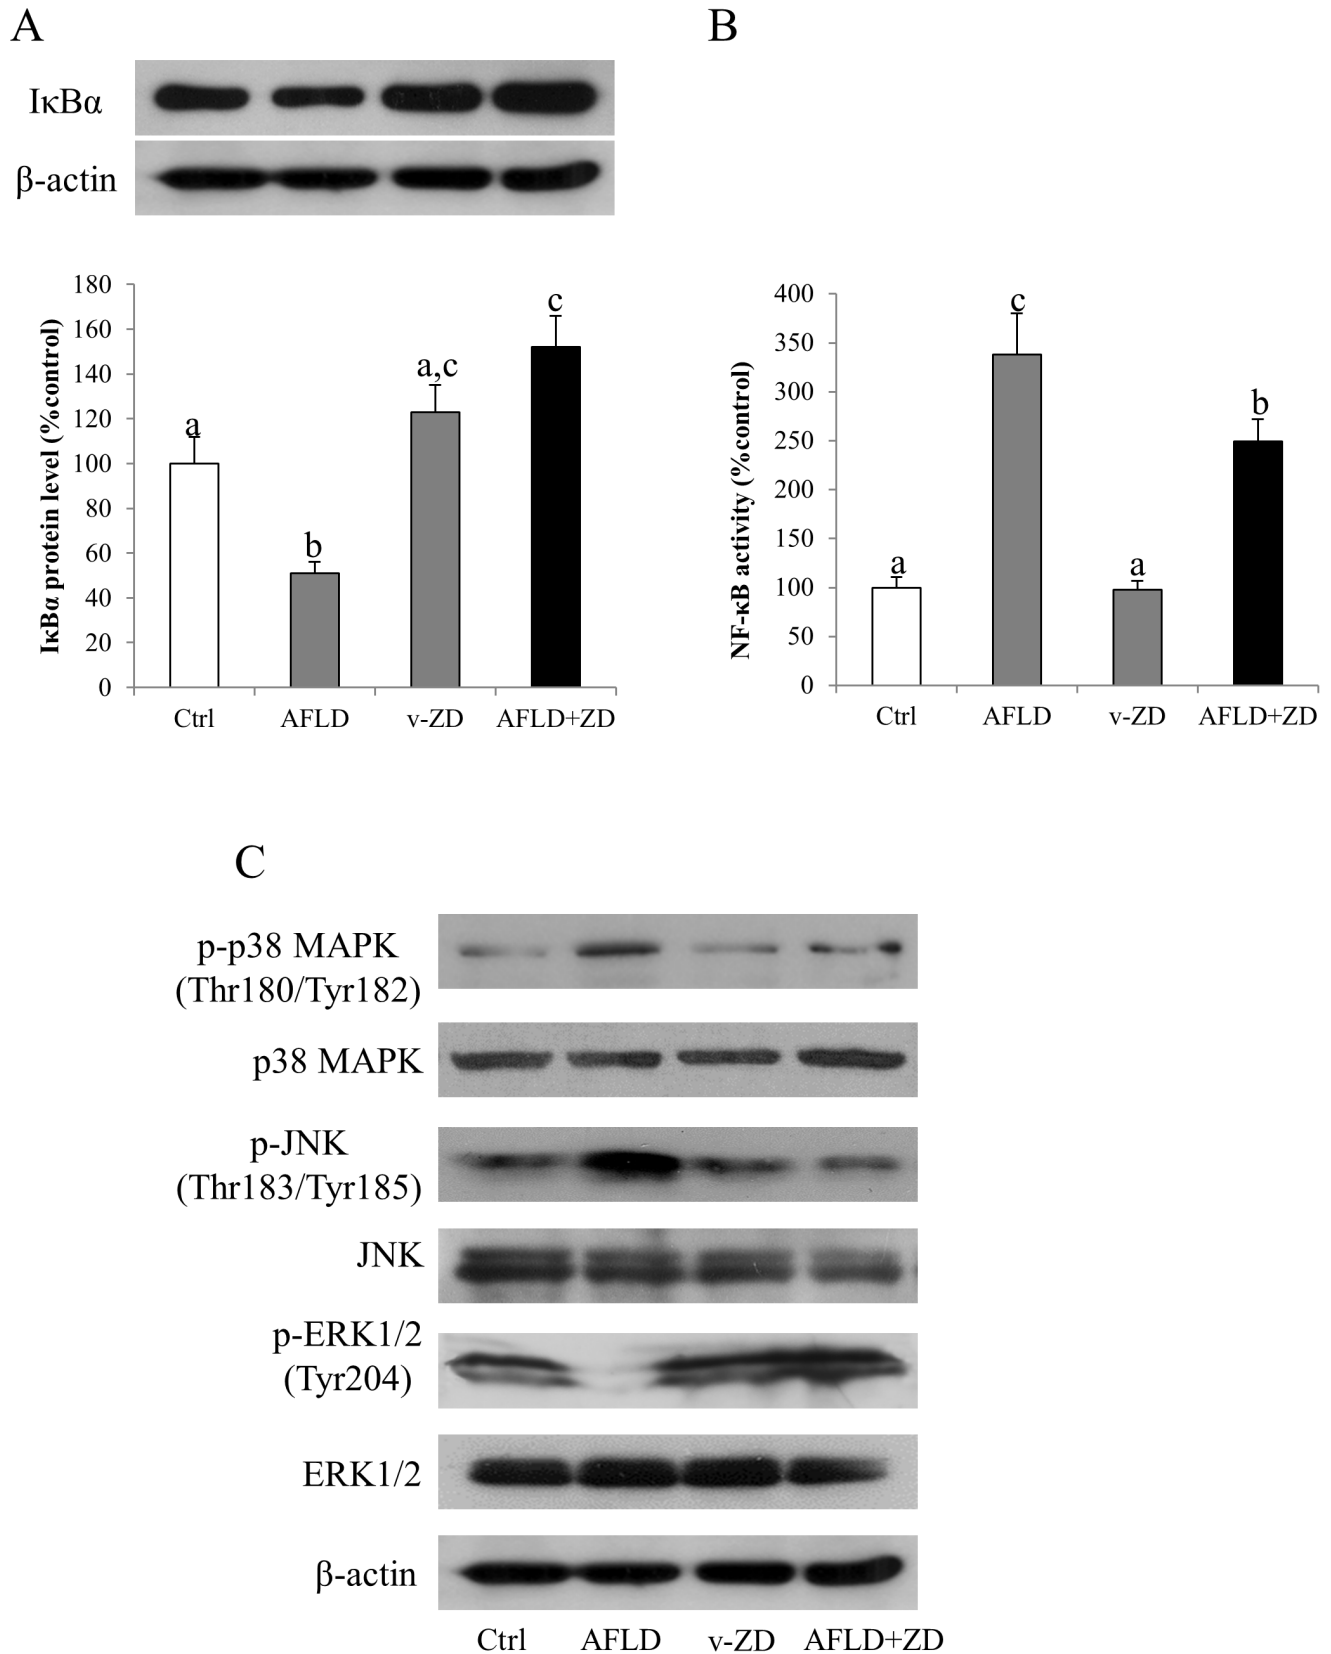 A
IκBα
β-actin
IκBα protein level (%control)
180
160
140
120
100
80
60
40
20
0
a
b
a,c
c
Ctrl AFLD v-ZD AFLD+ZD
B
NF-κB activity (%control)
400
350
300
250
200
150
100
50
0
a
c
a
b
Ctrl AFLD v-ZD AFLD+ZD
C
p-p38 MAPK
(Thr180/Tyr182)
p38 MAPK
p-JNK
(Thr183/Tyr185)
JNK
p-ERK1/2
(Tyr204)
ERK1/2
β-actin
Ctrl AFLD v-ZD AFLD+ZD